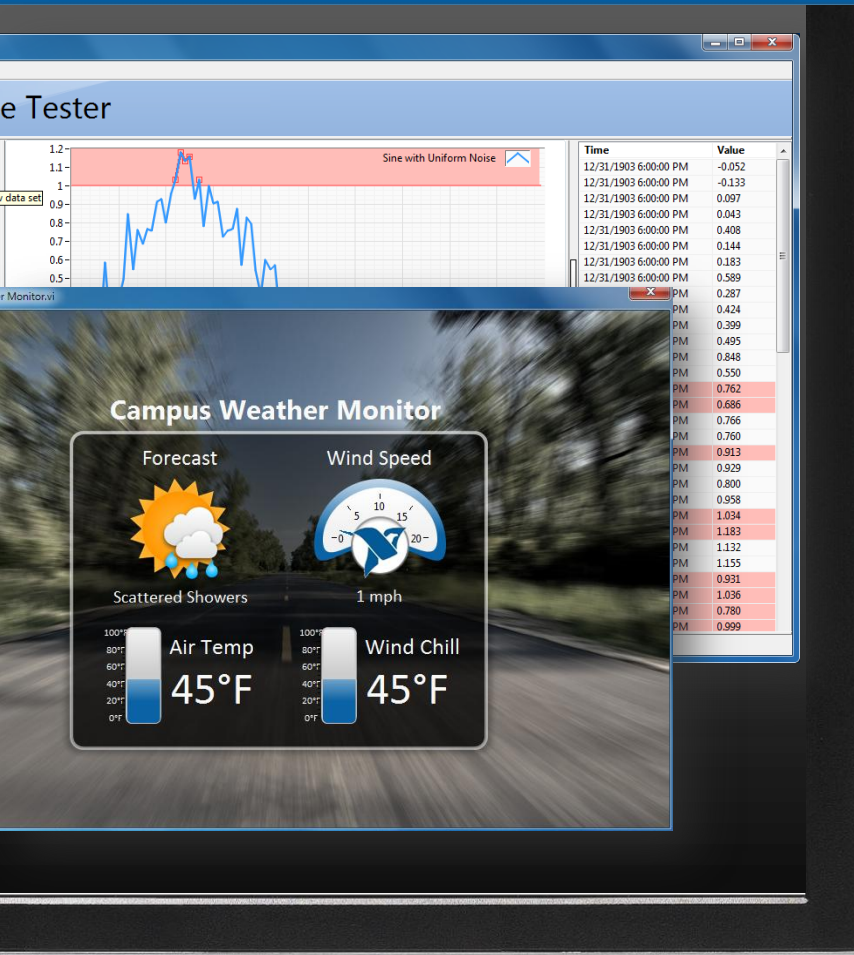 e Tester
1.2
1.1
1
0.9
0.8
0.7
0.6
0.5
Sine with Uniform Noise
data set
Time Value
12/31/1903 6:00:00 PM -0.052
12/31/1903 6:00:00 PM -0.133
12/31/1903 6:00:00 PM 0.097
12/31/1903 6:00:00 PM 0.043
12/31/1903 6:00:00 PM 0.408
12/31/1903 6:00:00 PM 0.144
12/31/1903 6:00:00 PM 0.183
12/31/1903 6:00:00 PM 0.589
PM 0.287
PM 0.424
PM 0.399
PM 0.495
PM 0.848
PM 0.550
PM 0.762
PM 0.686
PM 0.766
PM 0.760
PM 0.913
PM 0.929
PM 0.800
PM 0.958
PM 1.034
PM 1.183
PM 1.132
PM 1.155
PM 0.931
PM 1.036
PM 0.780
PM 0.999
r Monitor.vi
Campus Weather Monitor
Forecast
Scattered Showers
Wind Speed
0 5 10 15 20
1 mph
100°F
80°F
60°F
40°F
20°F
0°F
Air Temp
45°F
100°F
80°F
60°F
40°F
20°F
0°F
Wind Chill
45°F